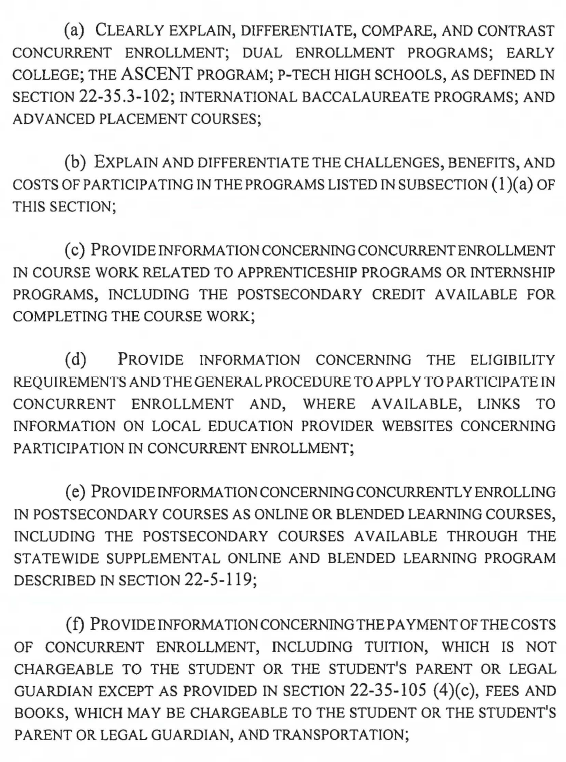 (a) CLEARLY EXPLAIN, DIFFERENTIATE, COMPARE, AND CONTRAST
CONCURRENT ENROLLMENT; DUAL ENROLLMENT PROGRAMS; EARLY
COLLEGE; THE ASCENT PROGRAM; P-TECH HIGH SCHOOLS, AS DEFINED IN
SECTION 22-35.3-102; INTERNATIONAL BACCALAUREATE PROGRAMS; AND
ADVANCED PLACEMENT COURSES;
(b) EXPLAIN AND DIFFERENTIATE THE CHALLENGES, BENEFITS, AND
COSTS OF PARTICIPATING IN THE PROGRAMS LISTED IN SUBSECTION (1)(a) OF
THIS SECTION;
(c) PROVIDE INFORMATION CONCERNING CONCURRENT ENROLLMENT
IN COURSE WORK RELATED TO APPRENTICESHIP PROGRAMS OR INTERNSHIP
PROGRAMS, INCLUDING THE POSTSECONDARY CREDIT AVAILABLE FOR
COMPLETING THE COURSE WORK;
(d) PROVIDE INFORMATION CONCERNING THE ELIGIBILITY
REQUIREMENTS AND THE GENERAL PROCEDURE TO APPLY TO PARTICIPATE IN
CONCURRENT ENROLLMENT AND, WHERE AVAILABLE, LINKS TO
INFORMATION ON LOCAL EDUCATION PROVIDER WEBSITES CONCERNING
PARTICIPATION IN CONCURRENT ENROLLMENT;
(e) PROVIDE INFORMATION CONCERNING CONCURRENTLY ENROLLING
IN POSTSECONDARY COURSES AS ONLINE OR BLENDED LEARNING COURSES,
INCLUDING THE POSTSECONDARY COURSES AVAILABLE THROUGH THE
STATEWIDE SUPPLEMENTAL ONLINE AND BLENDED LEARNING PROGRAM
DESCRIBED IN SECTION 22-5-119;
(f) PROVIDE INFORMATION CONCERNING THE PAYMENT OF THE COSTS
OF CONCURRENT ENROLLMENT, INCLUDING TUITION, WHICH IS NOT
CHARGEABLE TO THE STUDENT OR THE STUDENT'S PARENT OR LEGAL
GUARDIAN EXCEPT AS PROVIDED IN SECTION 22-35-105 (4)(c), FEES AND
BOOKS, WHICH MAY BE CHARGEABLE TO THE STUDENT OR THE STUDENT'S
PARENT OR LEGAL GUARDIAN, AND TRANSPORTATION;